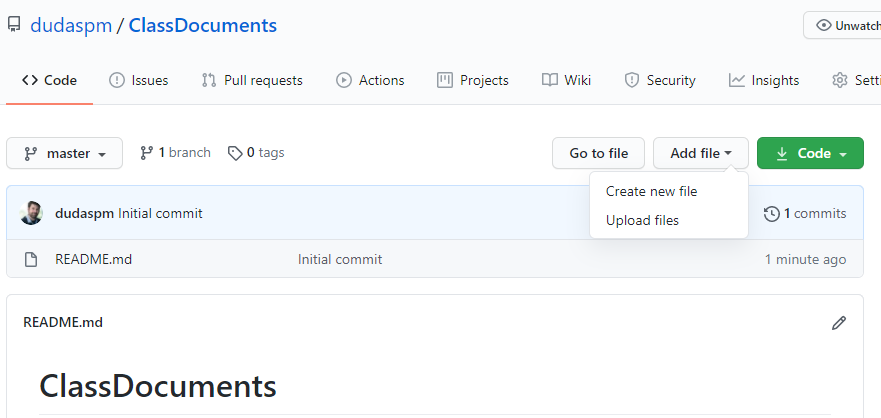 dudaspm / ClassDocuments
Unwatch
Code Issues Pull requests Actions Projects Wiki Security Insights Setti
master 1 branch 0 tags Go to file Add file Code
Create new file
Upload files
dudaspm Initial commit 1 commits
README.md Initial commit 1 minute ago
README.md
ClassDocuments